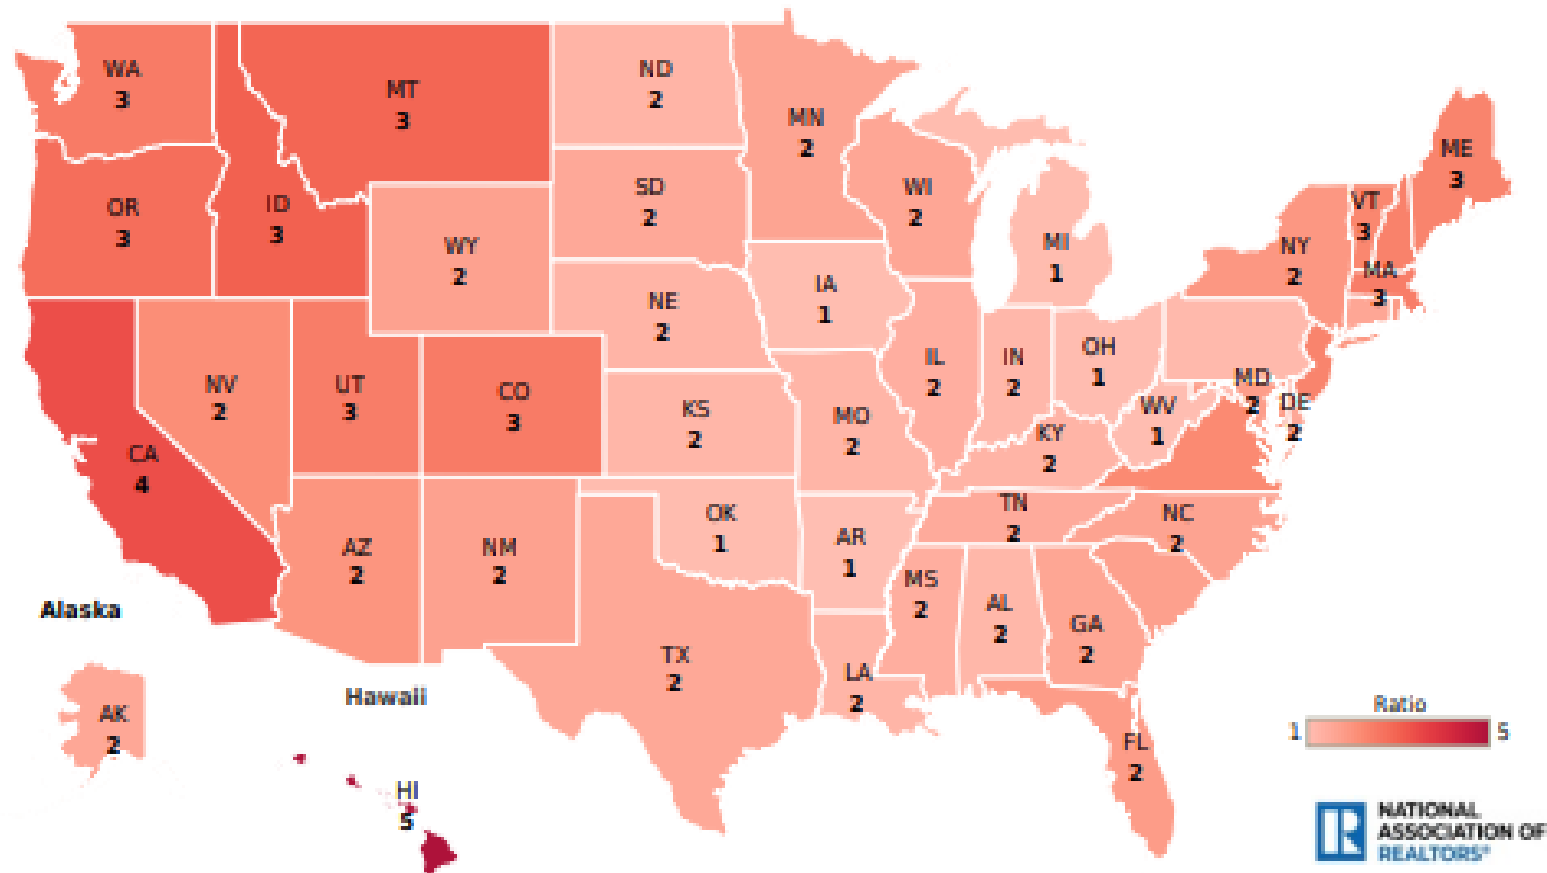 WA
3
MT
3
ND
2
MN
2
OR
3
ID
3
WY
2
SD
2
WI
2
MI
1
ME
3
VT
3
NY
2
MA
3
NE
2
IA
1
NV
2
UT
3
CO
3
KS
2
MO
2
IL
2
IN
2
OH
1
WV
1
MD
2
DE
2
KY
2
CA
4
AZ
2
NM
2
OK
1
AR
1
TN
2
NC
2
MS
2
AL
2
GA
2
TX
2
LA
2
FL
2
Alaska
AK
2
Hawaii
HI
5
Ratio
1
5
NATIONAL
ASSOCIATION OF
REALTORS®